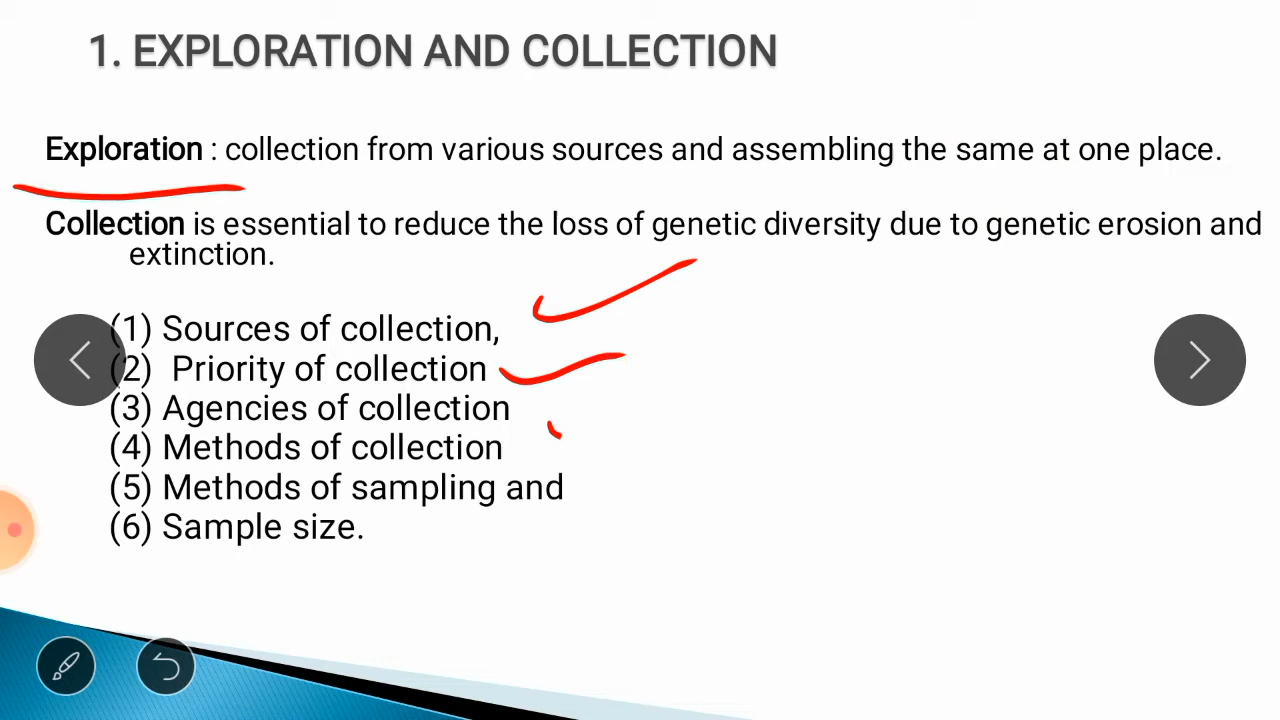 1. EXPLORATION AND COLLECTION
Exploration : collection from various sources and assembling the same at one place.
Collection is essential to reduce the loss of genetic diversity due to genetic erosion and
extinction.
(1) Sources of collection,
(2) Priority of collection
(3) Agencies of collection
(4) Methods of collection
(5) Methods of sampling and
(6) Sample size.